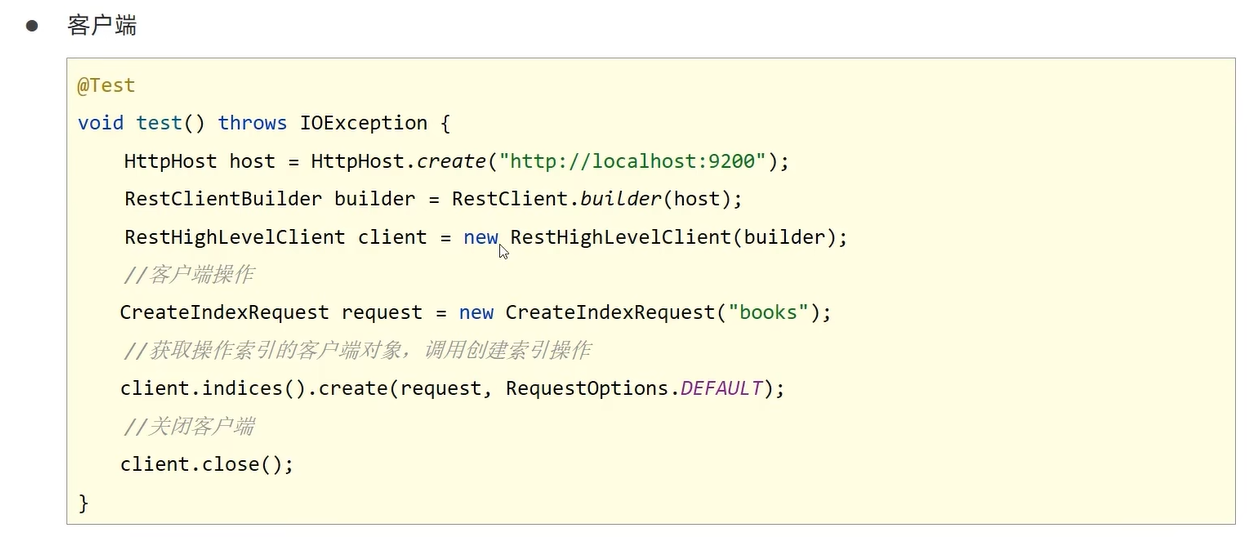 ● 客户端
@Test
void test() throws IOException {
    HttpHost host = HttpHost.create("http://localhost:9200");
    RestClientBuilder builder = RestClient.builder(host);
    RestHighLevelClient client = new RestHighLevelClient(builder);
    //客户端操作
    CreateIndexRequest request = new CreateIndexRequest("books");
    //获取操作索引的客户端对象，调用创建索引操作
    client.indices().create(request, RequestOptions.DEFAULT);
    //关闭客户端
    client.close();
}